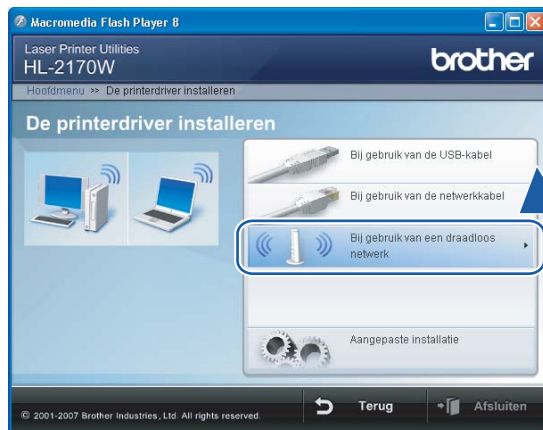 Macromedia Flash Player 8
Laser Printer Utilities
HL-2170W
brother
Hoofdmenu >> De printerdriver installeren
De printerdriver installeren
Bij gebruik van de USB-kabel
Bij gebruik van de netwerkkabel
Bij gebruik van een draadloos
netwerk
Aangepaste installatie
© 2001-2007 Brother Industries, Ltd. All rights reserved.
Terug
Afsluiten